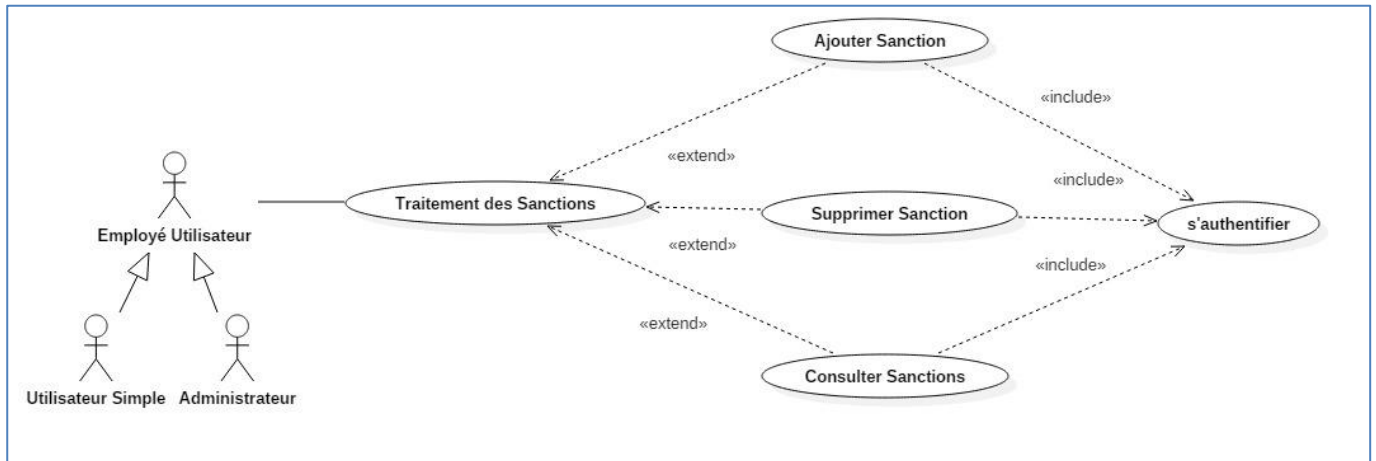 Ajouter Sanction
«include»
«extend»
«include»
Traitement des Sanctions
Supprimer Sanction
s'authentifier
Employé Utilisateur
«extend»
«include»
«extend»
Consulter Sanctions
Utilisateur Simple
Administrateur